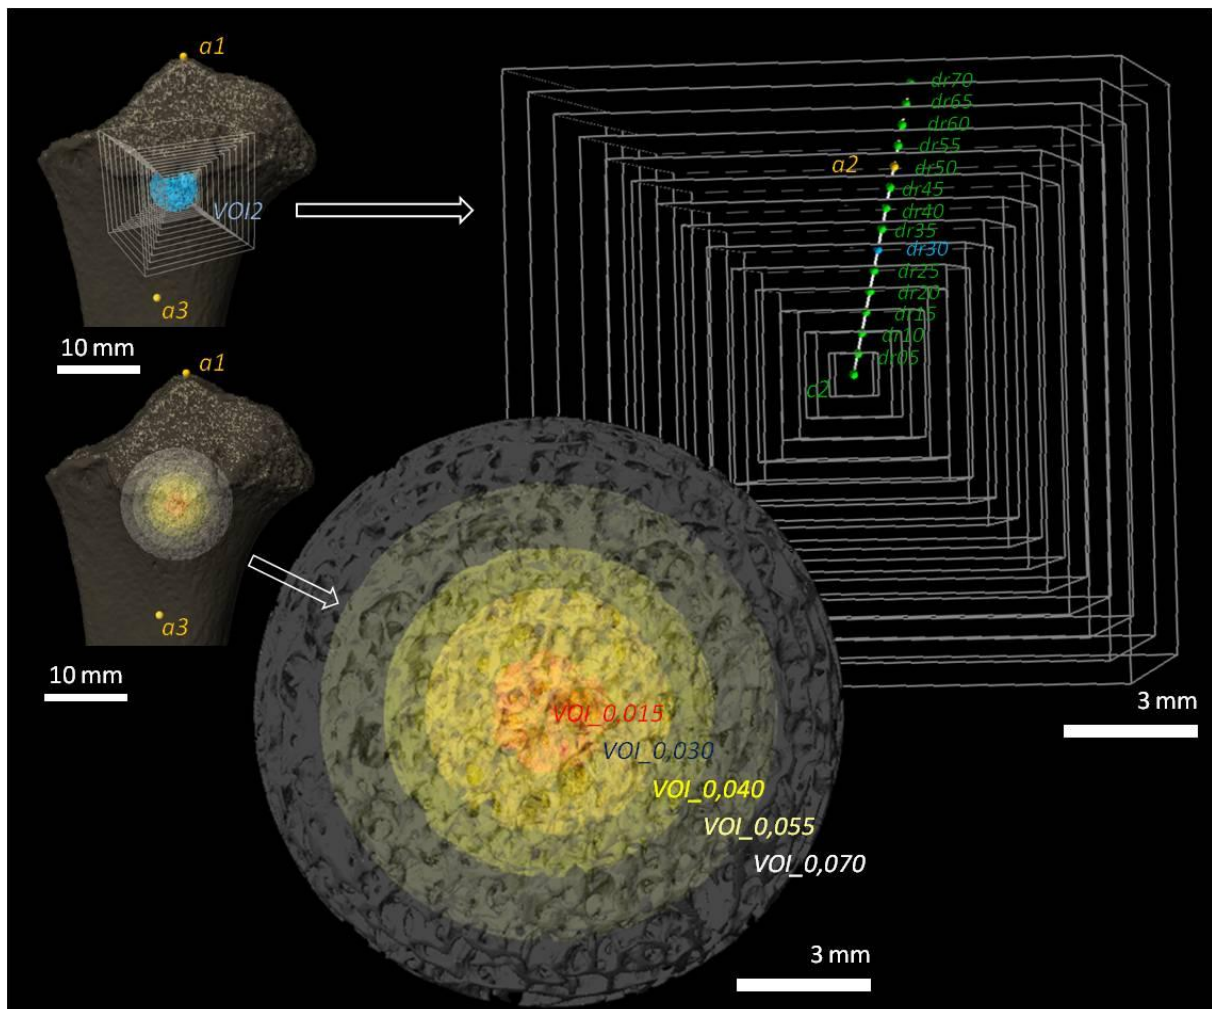 a1
VOI2
a3
10 mm
a1
a3
10 mm
dr70
dr65
dr60
dr55
a2
dr50
dr45
dr40
dr35
dr30
dr25
dr20
dr15
dr10
dr05
c2
3 mm
VOI_0,015
VOI_0,030
VOI_0,040
VOI_0,055
VOI_0,070
3 mm